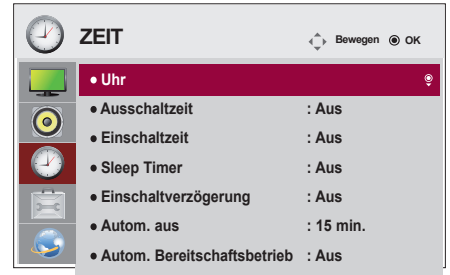 ZEIT Bewegen OK
● Uhr
● Ausschaltzeit : Aus
● Einschaltzeit : Aus
● Sleep Timer : Aus
● Einschaltverzögerung : Aus
● Autom. aus : 15 min.
● Autom. Bereitschaftsbetrieb : Aus